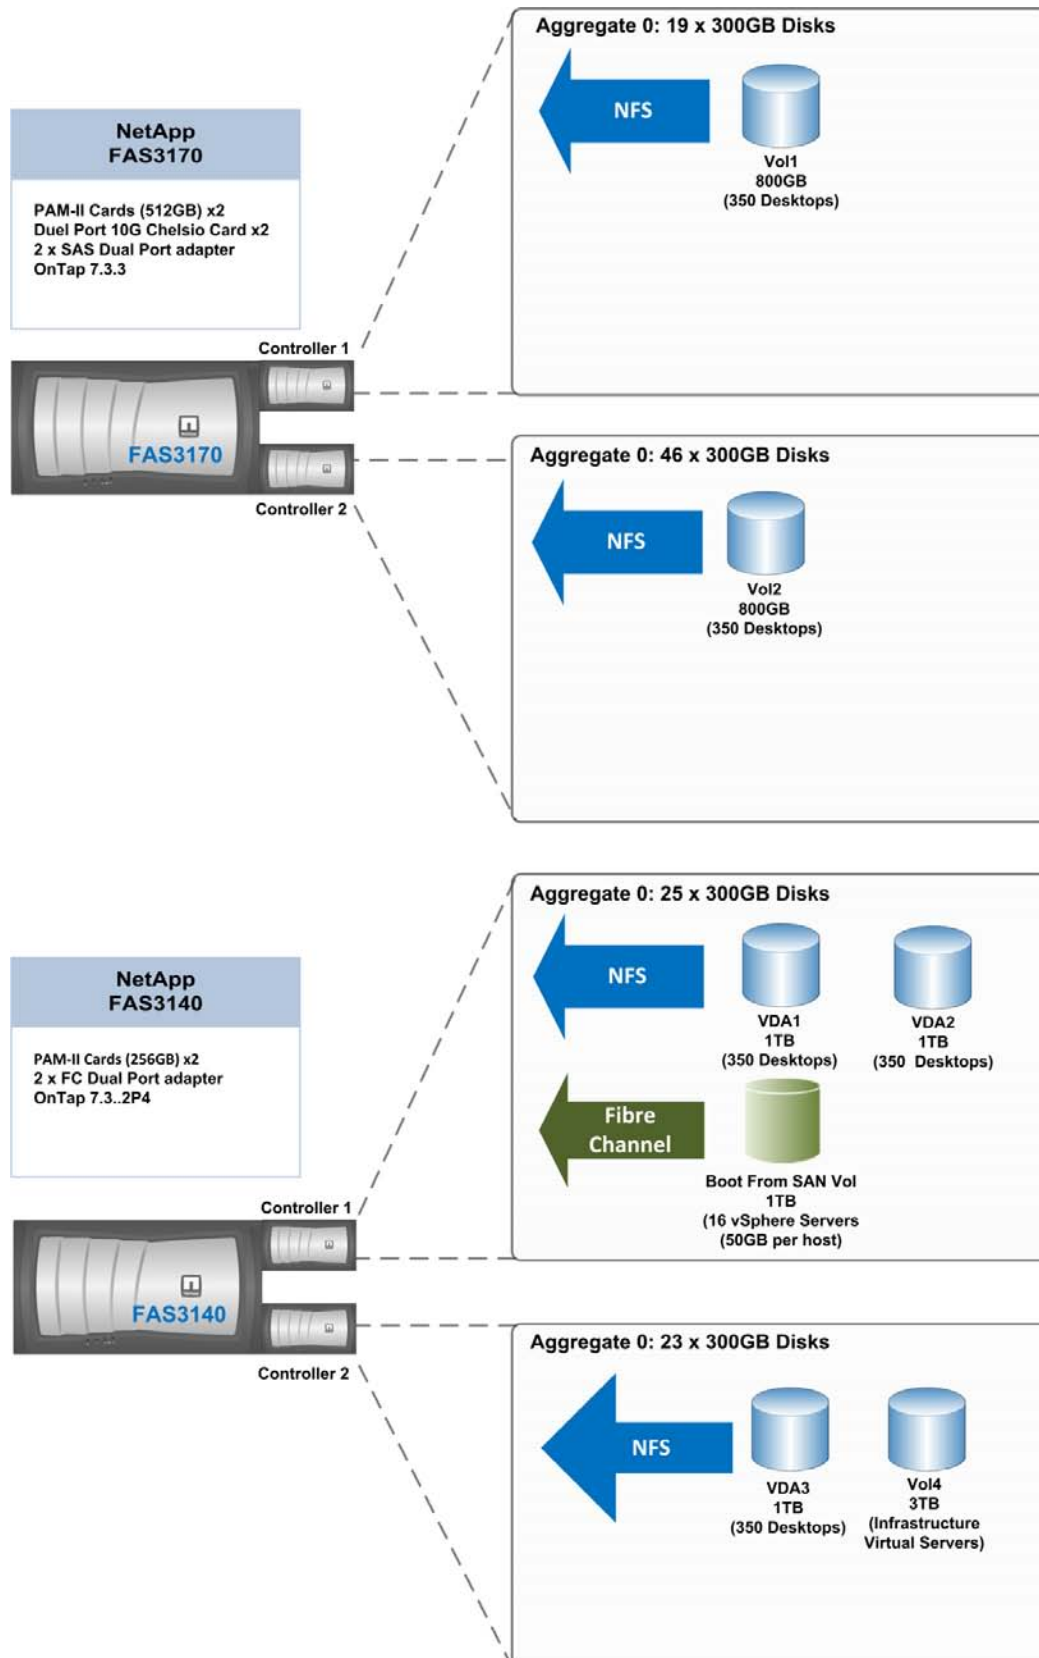 Aggregate 0: 19 x 300GB Disks
NFS
Vol1
800GB
(350 Desktops)
NetApp
FAS3170
PAM-II Cards (512GB) x2
Duel Port 10G Chelsio Card x2
2 x SAS Dual Port adapter
OnTap 7.3.3
Controller 1
FAS3170
Controller 2
Aggregate 0: 46 x 300GB Disks
NFS
Vol2
800GB
(350 Desktops)
Aggregate 0: 25 x 300GB Disks
NFS
VDA1
1TB
(350 Desktops)
VDA2
1TB
(350 Desktops)
Fibre
Channel
Boot From SAN Vol
1TB
(16 vSphere Servers
(50GB per host)
NetApp
FAS3140
PAM-II Cards (256GB) x2
2 x FC Dual Port adapter
OnTap 7.3..2P4
Controller 1
FAS3140
Controller 2
Aggregate 0: 23 x 300GB Disks
NFS
VDA3
1TB
(350 Desktops)
Vol4
3TB
(Infrastructure
Virtual Servers)